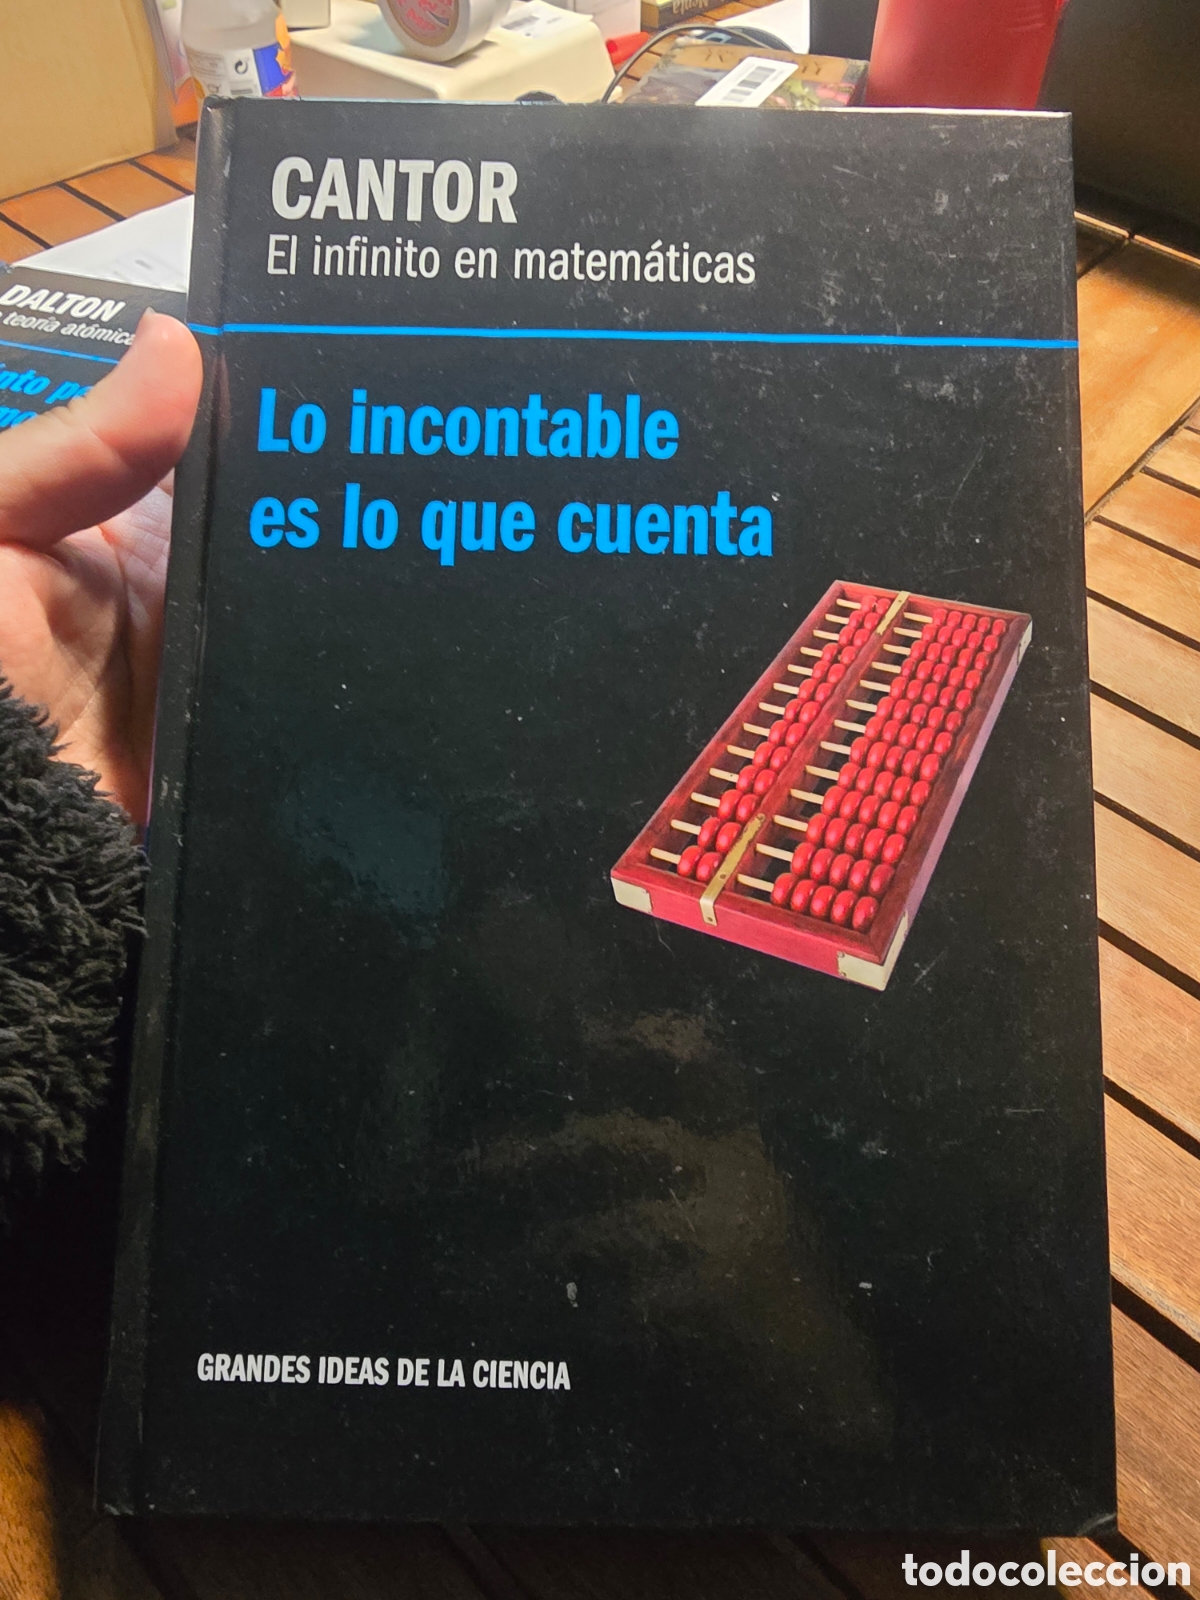 CANTOR
El infinito en matemáticas
Lo incontable
es lo que cuenta
GRANDES IDEAS DE LA CIENCIA
DALTON
teoría atómica
todocoleccion